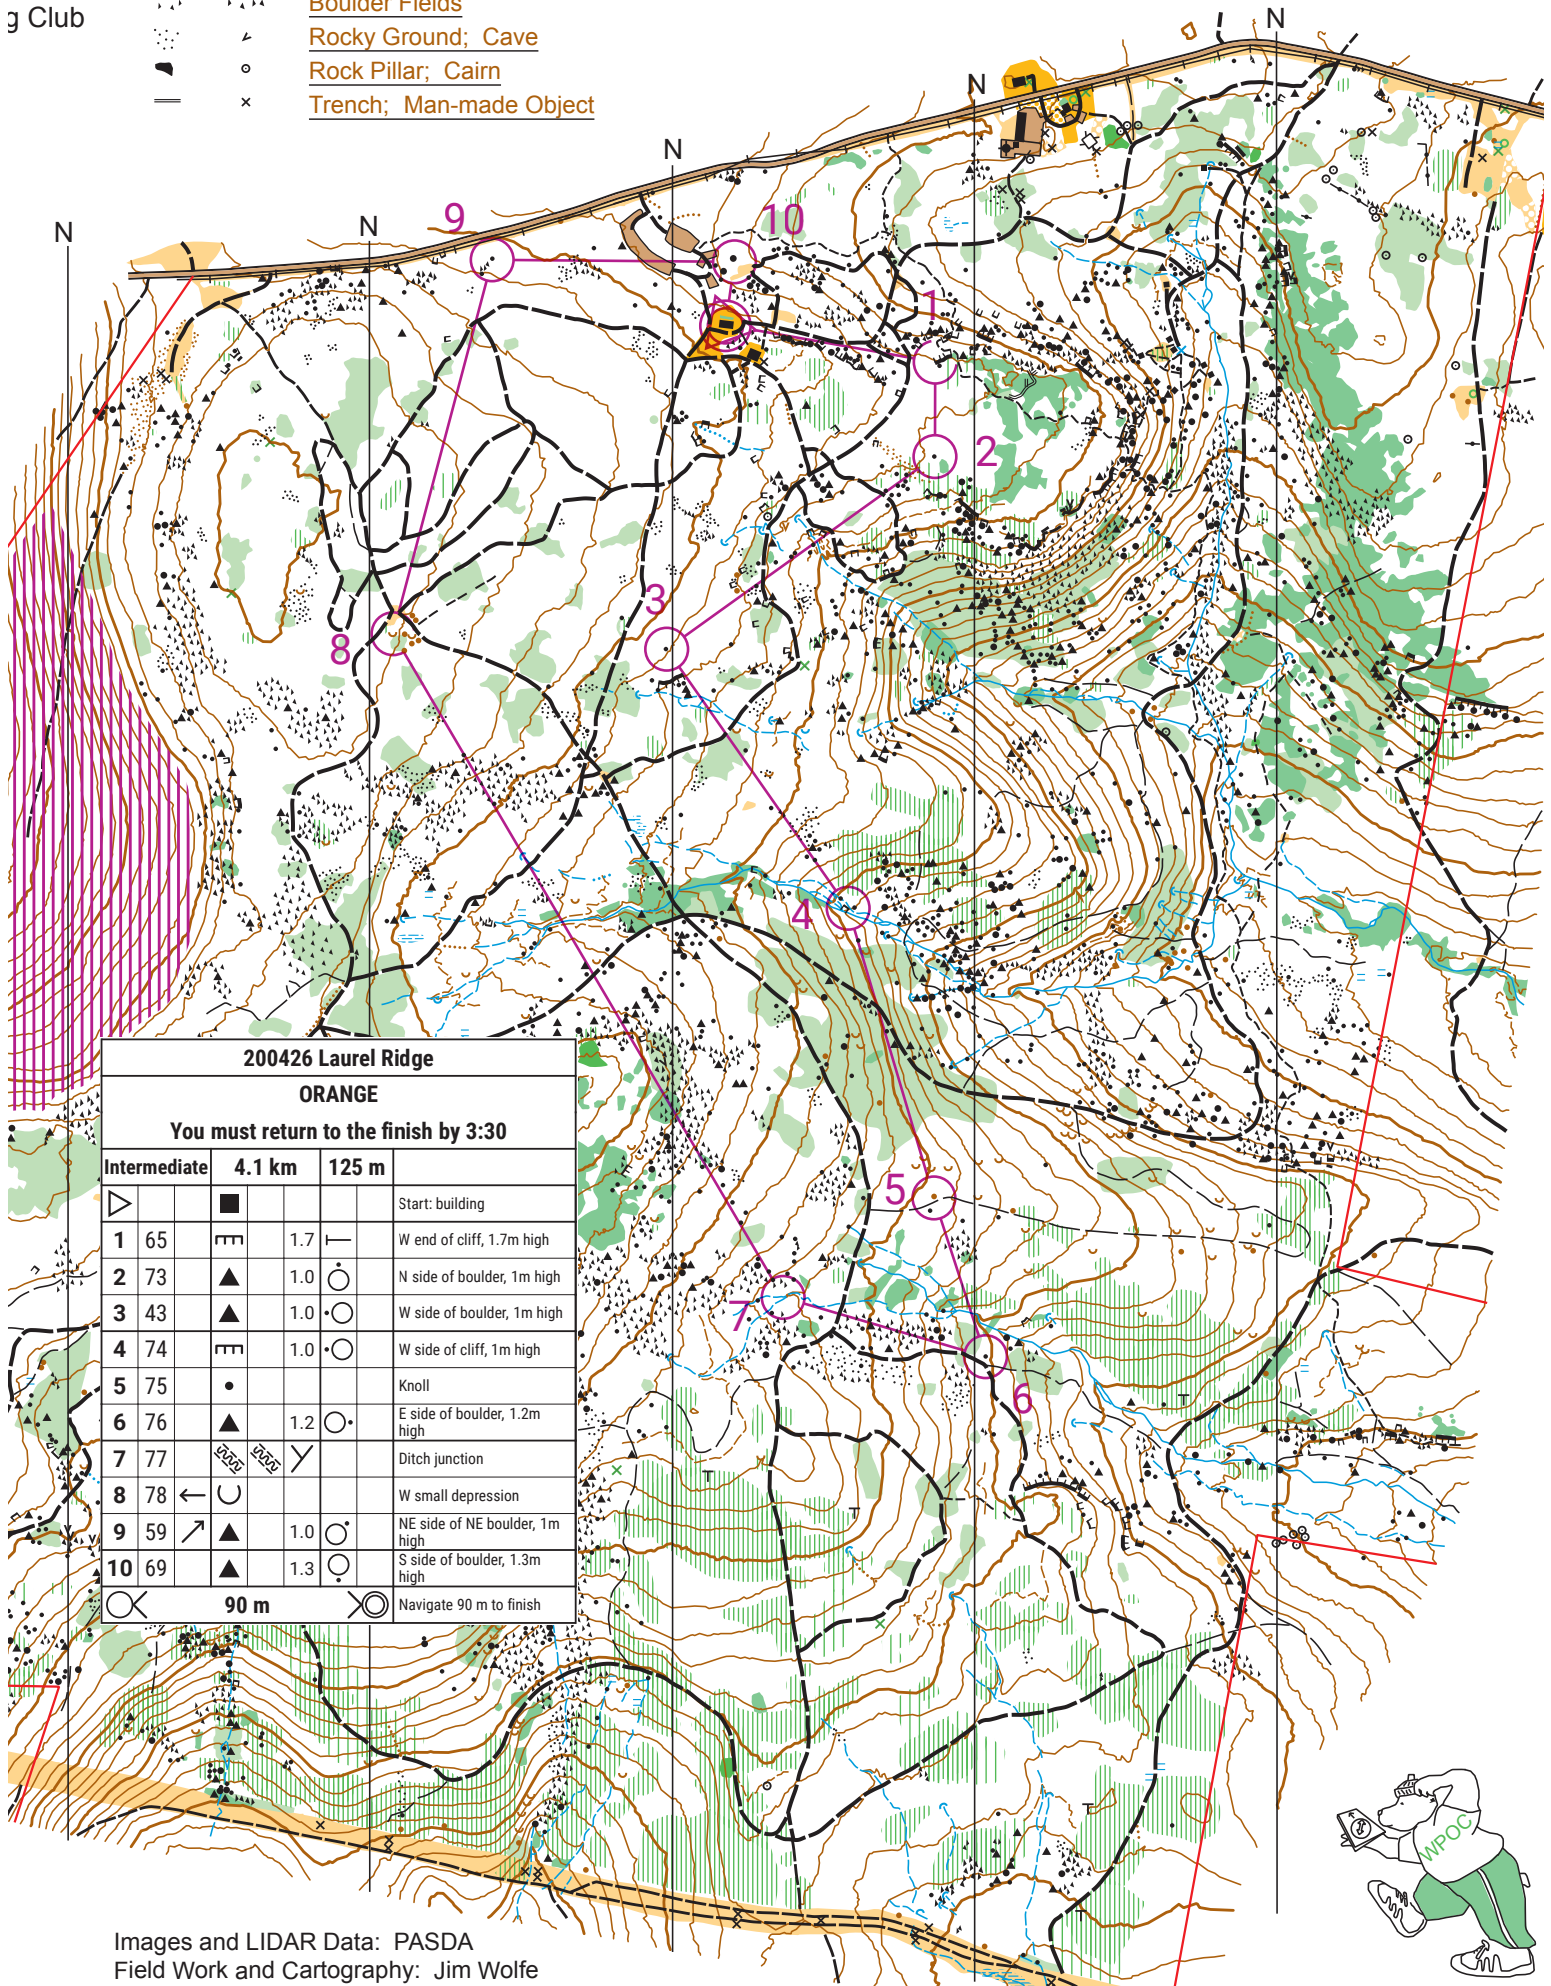 g Club
Boulder Fields
Rocky Ground; Cave
Rock Pillar; Cairn
Trench; Man-made Object
N
N
N
N
N
9
10
1
2
3
8
4
5
7
6
200426 Laurel Ridge
ORANGE
You must return to the finish by 3:30
Intermediate 4.1 km 125 m
Start: building
1 65 1.7 W end of cliff, 1.7m high
2 73 1.0 N side of boulder, 1m high
3 43 1.0 W side of boulder, 1m high
4 74 1.0 W side of cliff, 1m high
5 75 Knoll
6 76 1.2 E side of boulder, 1.2m
high
7 77 Ditch junction
8 78 W small depression
9 59 1.0 NE side of NE boulder, 1m
high
10 69 1.3 S side of boulder, 1.3m
high
90 m Navigate 90 m to finish
WPOC
Images and LIDAR Data: PASDA
Field Work and Cartography: Jim Wolfe